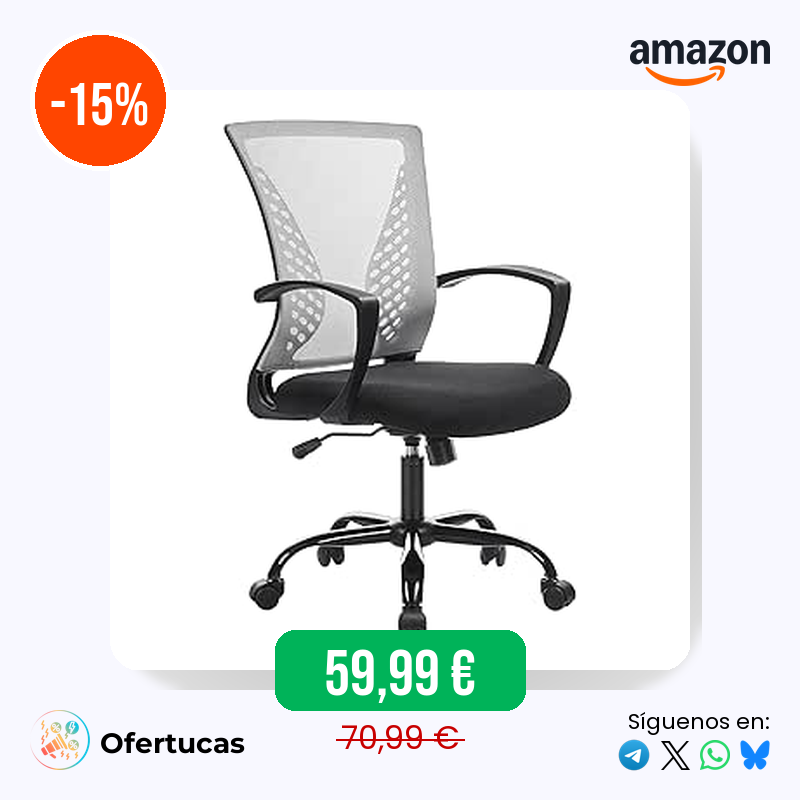 -15%
amazon
59,99 €
70,99 €
Ofertucas
Síguenos en: